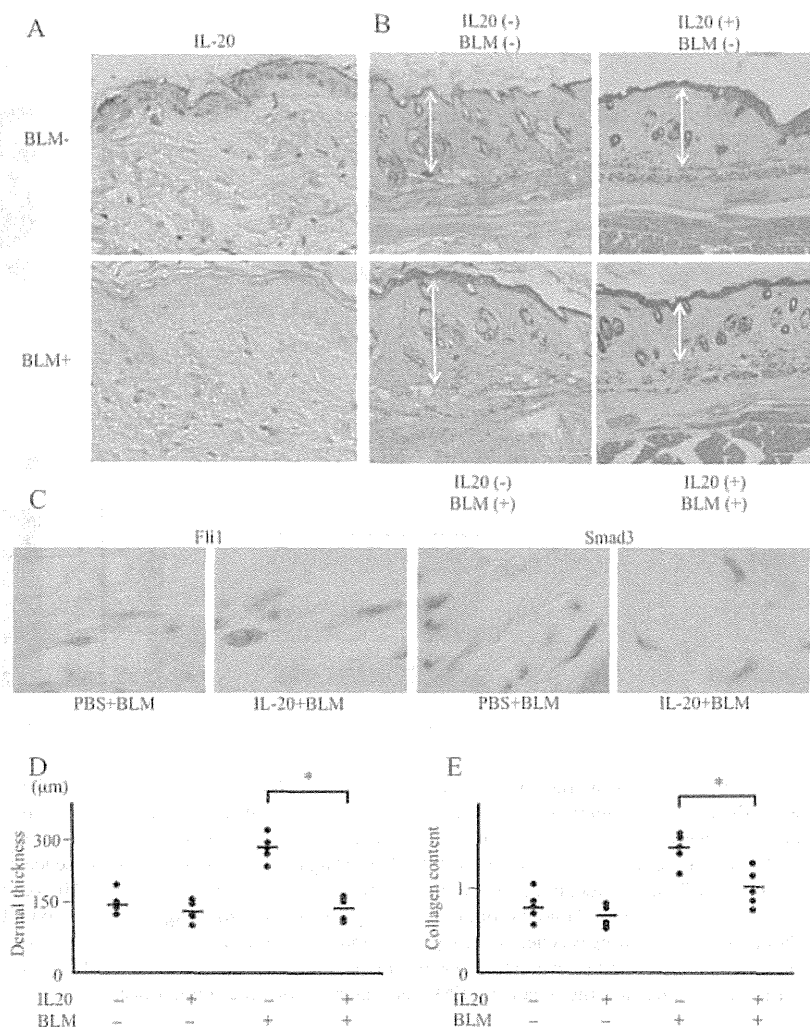 A
IL-20
BLM-
BLM+
B
IL20 (-)
BLM (-)
IL20 (+)
BLM (-)
IL20 (-)
BLM (+)
IL20 (+)
BLM (+)
C
Fli1
Smad3
PBS+BLM
IL-20+BLM
PBS+BLM
IL-20+BLM
D
(μm)
Dermal thickness
300
150
0
*
IL20 − + − +
BLM − − + +
E
Collagen content
1
0
*
IL20 − + − +
BLM − − + +